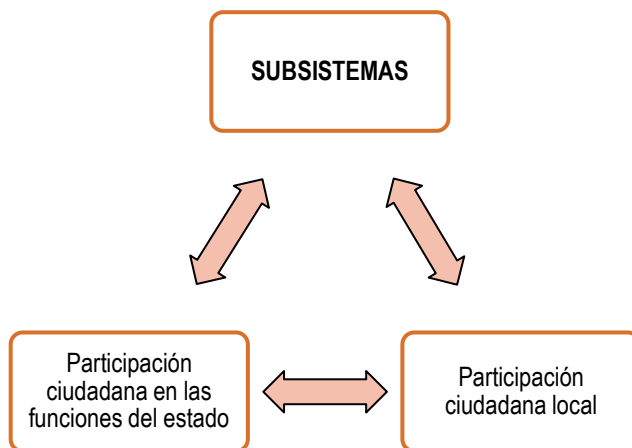 SUBSISTEMAS
Participación
ciudadana en las
funciones del estado
Participación
ciudadana local